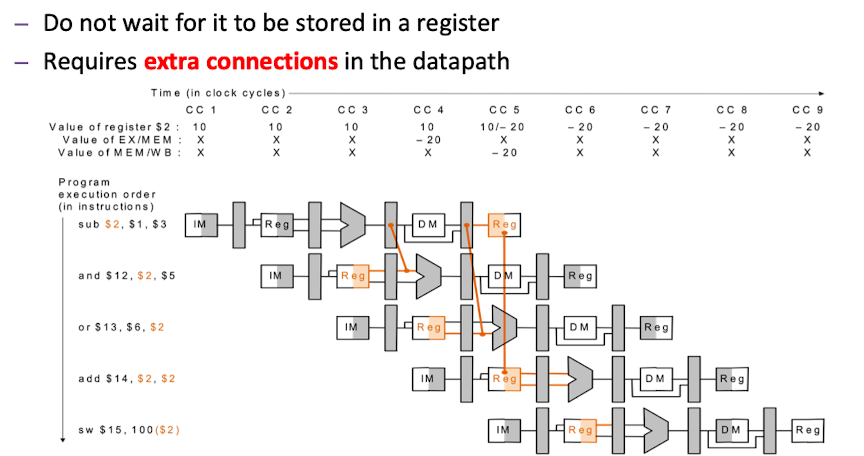 – Do not wait for it to be stored in a register
– Requires extra connections in the datapath
Time (in clock cycles)
CC 1 CC 2 CC 3 CC 4 CC 5 CC 6 CC 7 CC 8 CC 9
Value of register $2 : 10 10 10 10 10/– 20 – 20 – 20 – 20 – 20
Value of EX/MEM : X X X – 20 X X X X X
Value of MEM/WB : X X X X – 20 X X X X
Program
execution order
(in instructions)
sub $2, $1, $3 IM Reg DM Reg
and $12, $2, $5 IM Reg DM Reg
or $13, $6, $2 IM Reg DM Reg
add $14, $2, $2 IM Reg DM Reg
sw $15, 100($2) IM Reg DM Reg